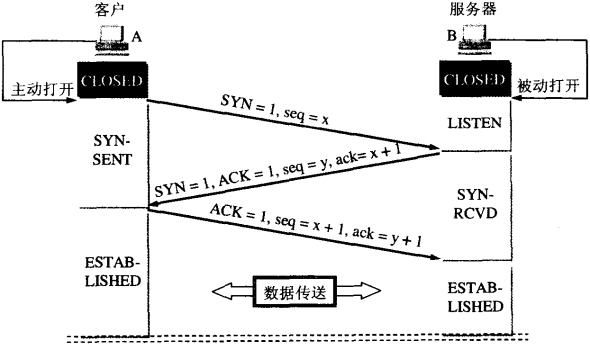 客户
服务器
A
B
主动打开
CLOSED
CLOSED
被动打开
SYN = 1, seq = x
LISTEN
SYN-
SENT
SYN = 1, ACK = 1, seq = y, ack= x + 1
SYN-
RCVD
ACK = 1, seq = x + 1, ack = y + 1
ESTAB-
LISHED
数据传送
ESTAB-
LISHED